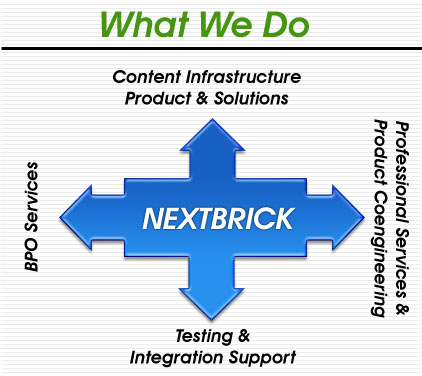 What We Do
Content Infrastructure
Product & Solutions
BPO Services
NEXTBRICK
Professional Services &
Product Coengineering
Testing &
Integration Support